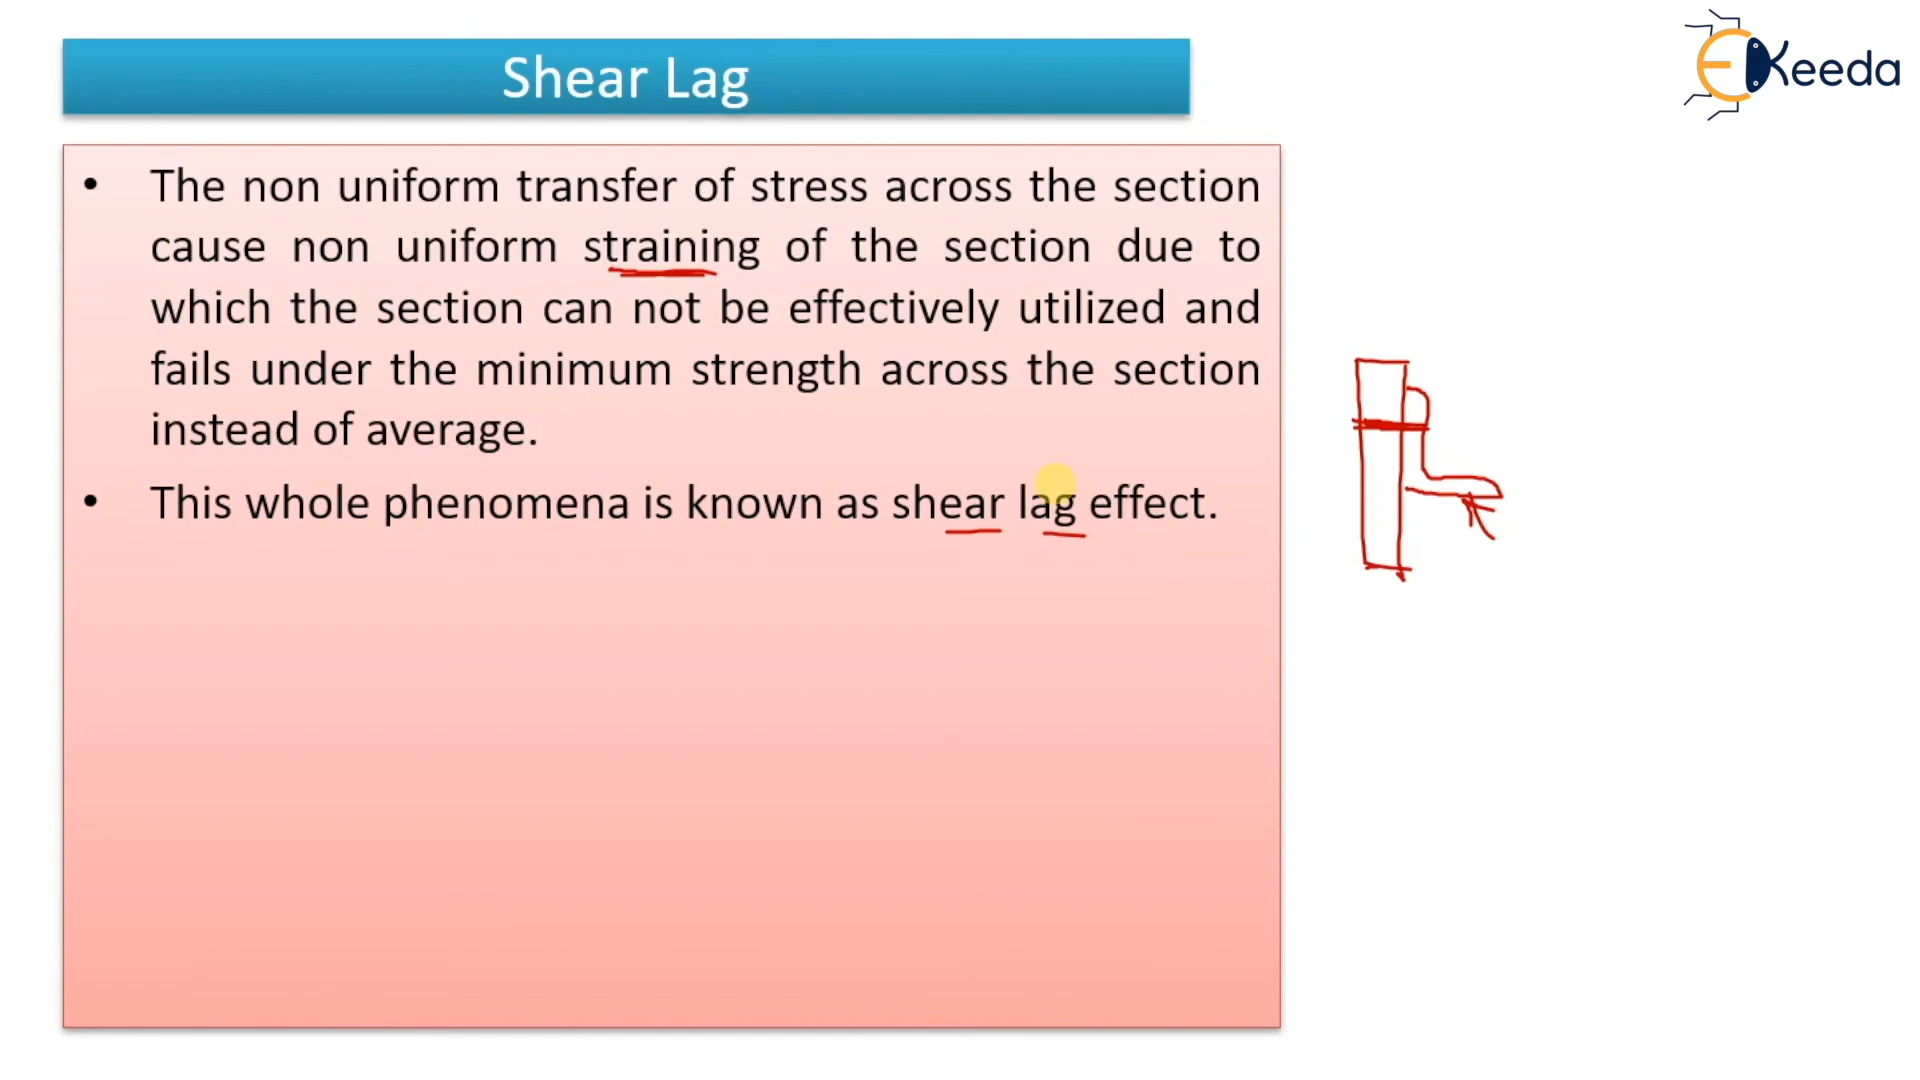 Shear Lag
EKeeda
• The non uniform transfer of stress across the section
cause non uniform straining of the section due to
which the section can not be effectively utilized and
fails under the minimum strength across the section
instead of average.
• This whole phenomena is known as shear lag effect.